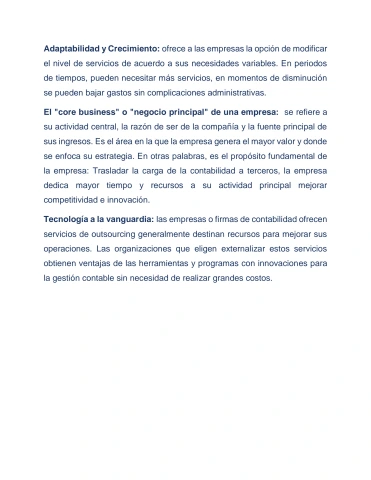 Adaptabilidad y Crecimiento: ofrece a las empresas la opción de modificar
el nivel de servicios de acuerdo a sus necesidades variables. En periodos
de tiempos, pueden necesitar más servicios, en momentos de disminución
se pueden bajar gastos sin complicaciones administrativas.
El "core business" o "negocio principal" de una empresa: se refiere a
su actividad central, la razón de ser de la compañía y la fuente principal de
sus ingresos. Es el área en la que la empresa genera el mayor valor y donde
se enfoca su estrategia. En otras palabras, es el propósito fundamental de
la empresa: Trasladar la carga de la contabilidad a terceros, la empresa
dedica mayor tiempo y recursos a su actividad principal mejorar
competitividad e innovación.
Tecnología a la vanguardia: las empresas o firmas de contabilidad ofrecen
servicios de outsourcing generalmente destinan recursos para mejorar sus
operaciones. Las organizaciones que eligen externalizar estos servicios
obtienen ventajas de las herramientas y programas con innovaciones para
la gestión contable sin necesidad de realizar grandes costos.